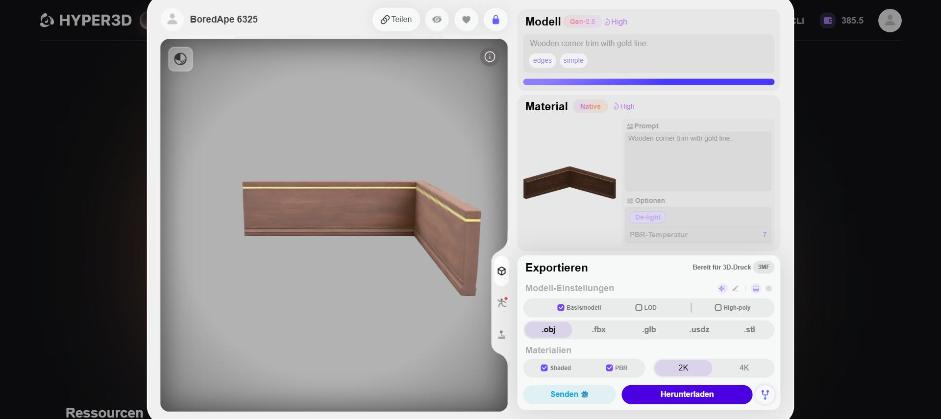 HYPER3D
BoredApe 6325
Teilen
Modell Gen-2.5 High
Wooden corner trim with gold line.
edges simple
385.5
Material Native High
Prompt
Wooden corner trim with gold line.
Optionen
De-light
PBR-Temperatur 7
Exportieren Bereit für 3D-Druck 3MF
Modell-Einstellungen
Basismodell LOD High-poly
.obj .fbx .glb .usdz .stl
Materialien
Shaded PBR 2K 4K
Senden Herunterladen
Ressourcen